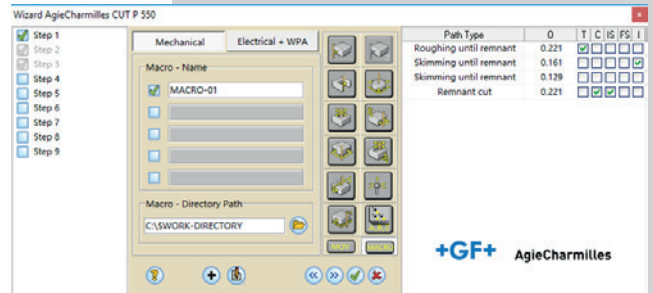 Wizard AgieCharmilles CUT P 550
Step 1
Step 2
Step 3
Step 4
Step 5
Step 6
Step 7
Step 8
Step 9
Mechanical
Electrical + WPA
Macro - Name
MACRO-01
Macro - Directory Path
C:\SWORK-DIRECTORY
MACRO
Path Type O T C IS FS I
Roughing until remnant 0.221
Skimming until remnant 0.161
Skimming until remnant 0.129
Remnant cut 0.221
+GF+ AgieCharmilles